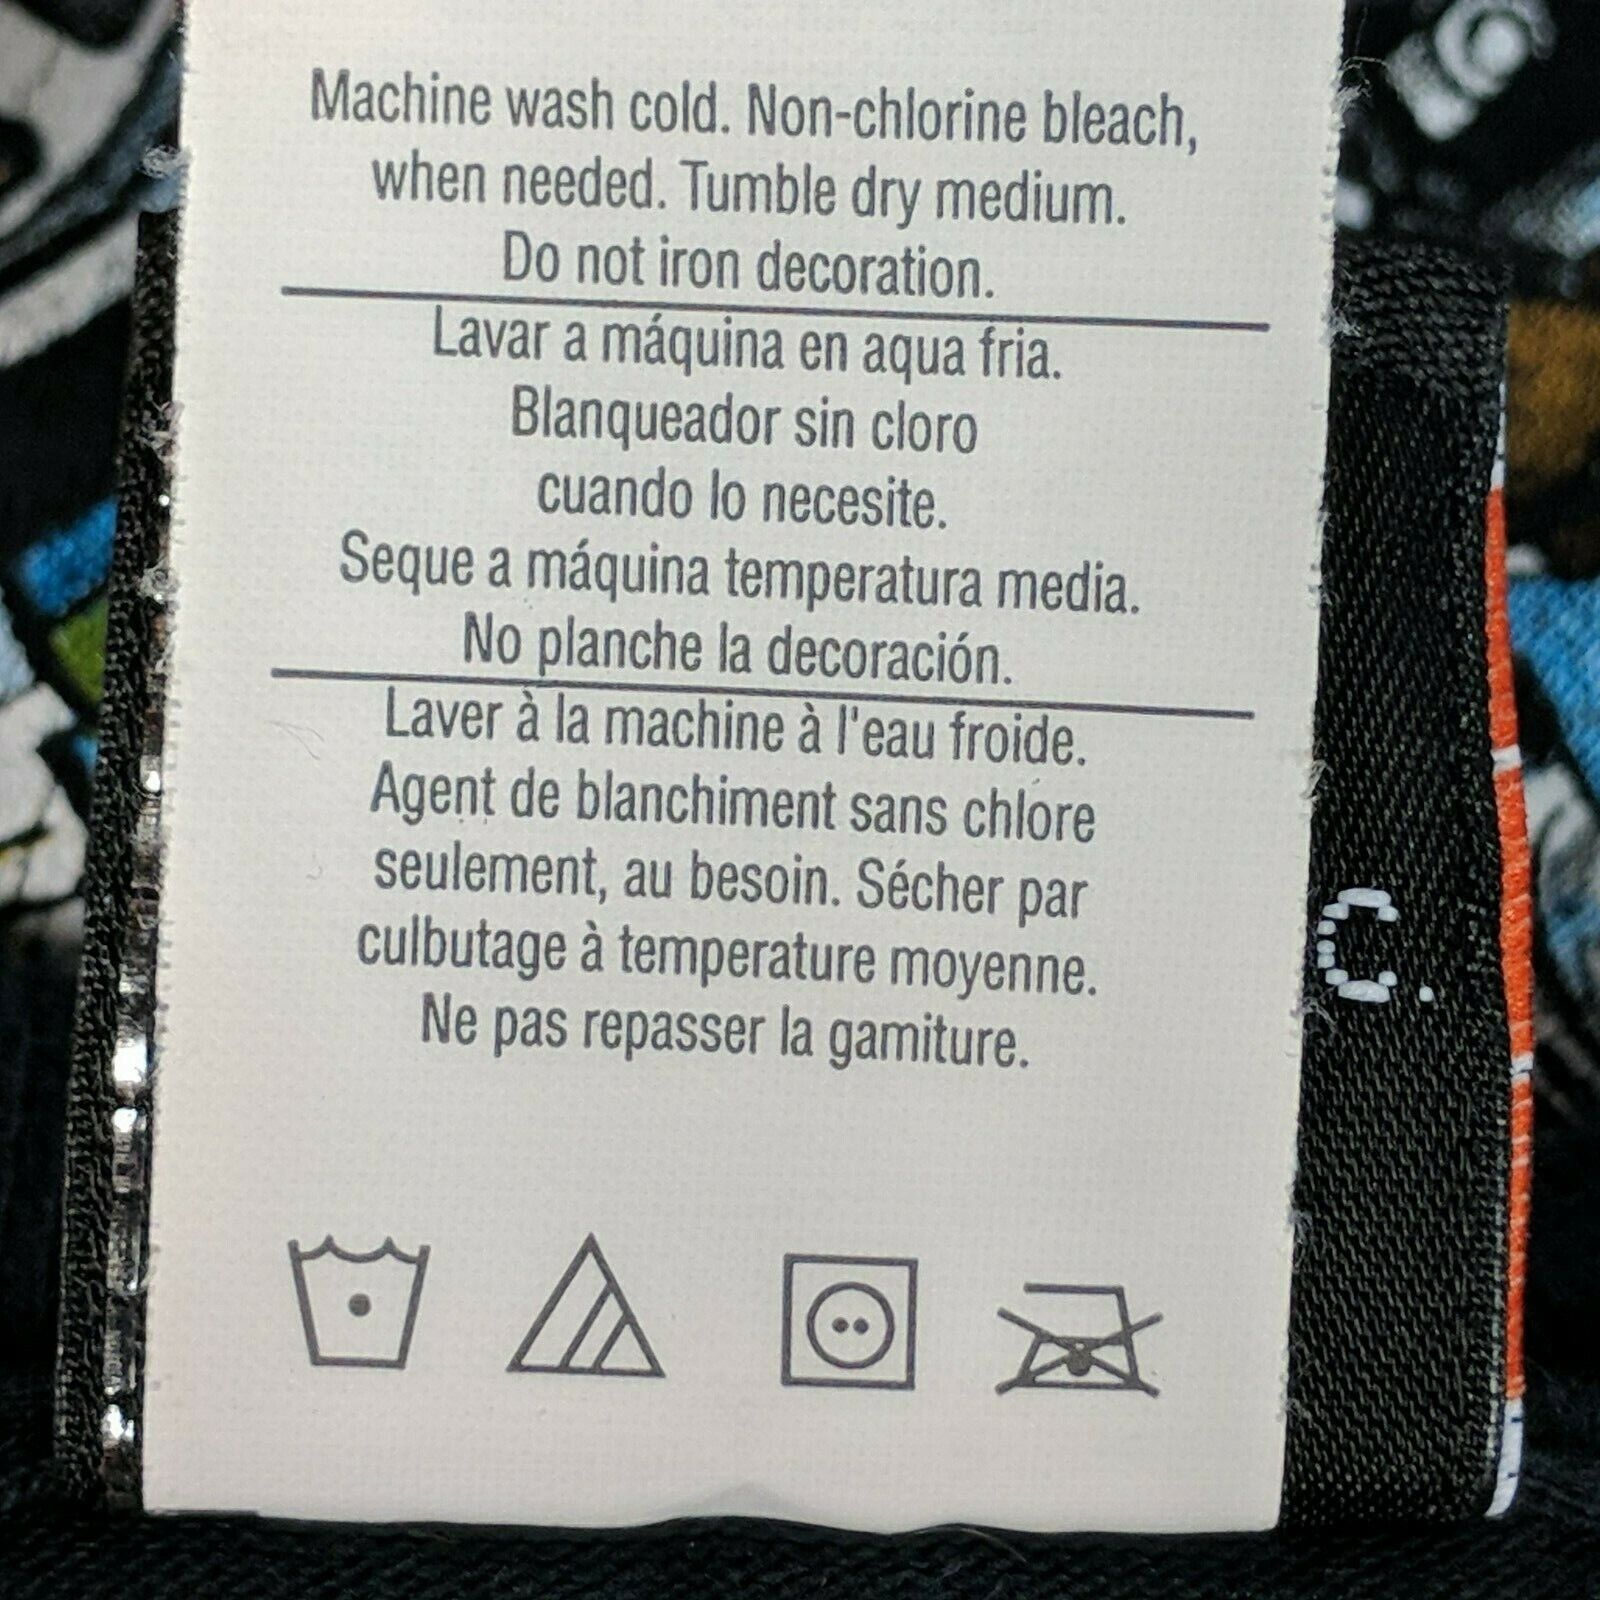 Machine wash cold. Non-chlorine bleach,
when needed. Tumble dry medium.
Do not iron decoration.
Lavar a máquina en aqua fria.
Blanqueador sin cloro
cuando lo necesite.
Seque a máquina temperatura media.
No planche la decoración.
Laver à la machine à l'eau froide.
Agent de blanchiment sans chlore
seulement, au besoin. Sécher par
culbutage à temperature moyenne.
Ne pas repasser la gamiture.
C.